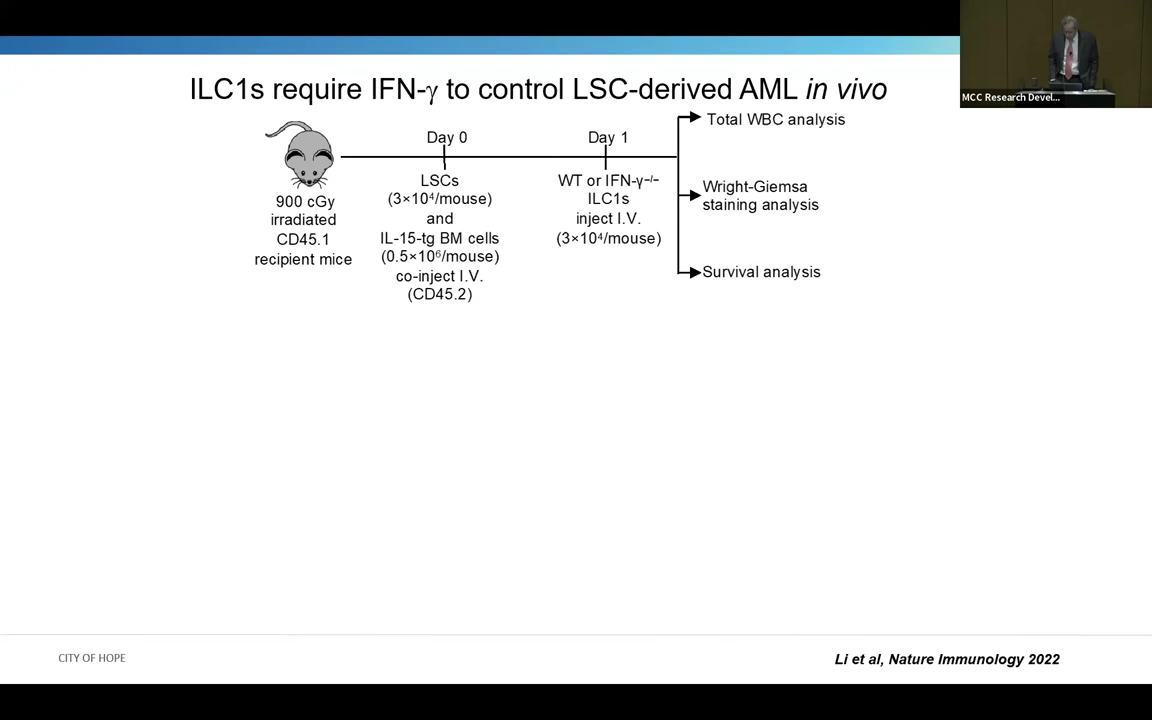 ILC1s require IFN-γ to control LSC-derived AML in vivo
MCC Research Devel...
Day 0
Day 1
900 cGy
irradiated
CD45.1
recipient mice
LSCs
(3×10⁴/mouse)
and
IL-15-tg BM cells
(0.5×10⁶/mouse)
co-inject I.V.
(CD45.2)
WT or IFN-γ⁻/⁻
ILC1s
inject I.V.
(3×10⁴/mouse)
Total WBC analysis
Wright-Giemsa
staining analysis
Survival analysis
CITY OF HOPE
Li et al, Nature Immunology 2022